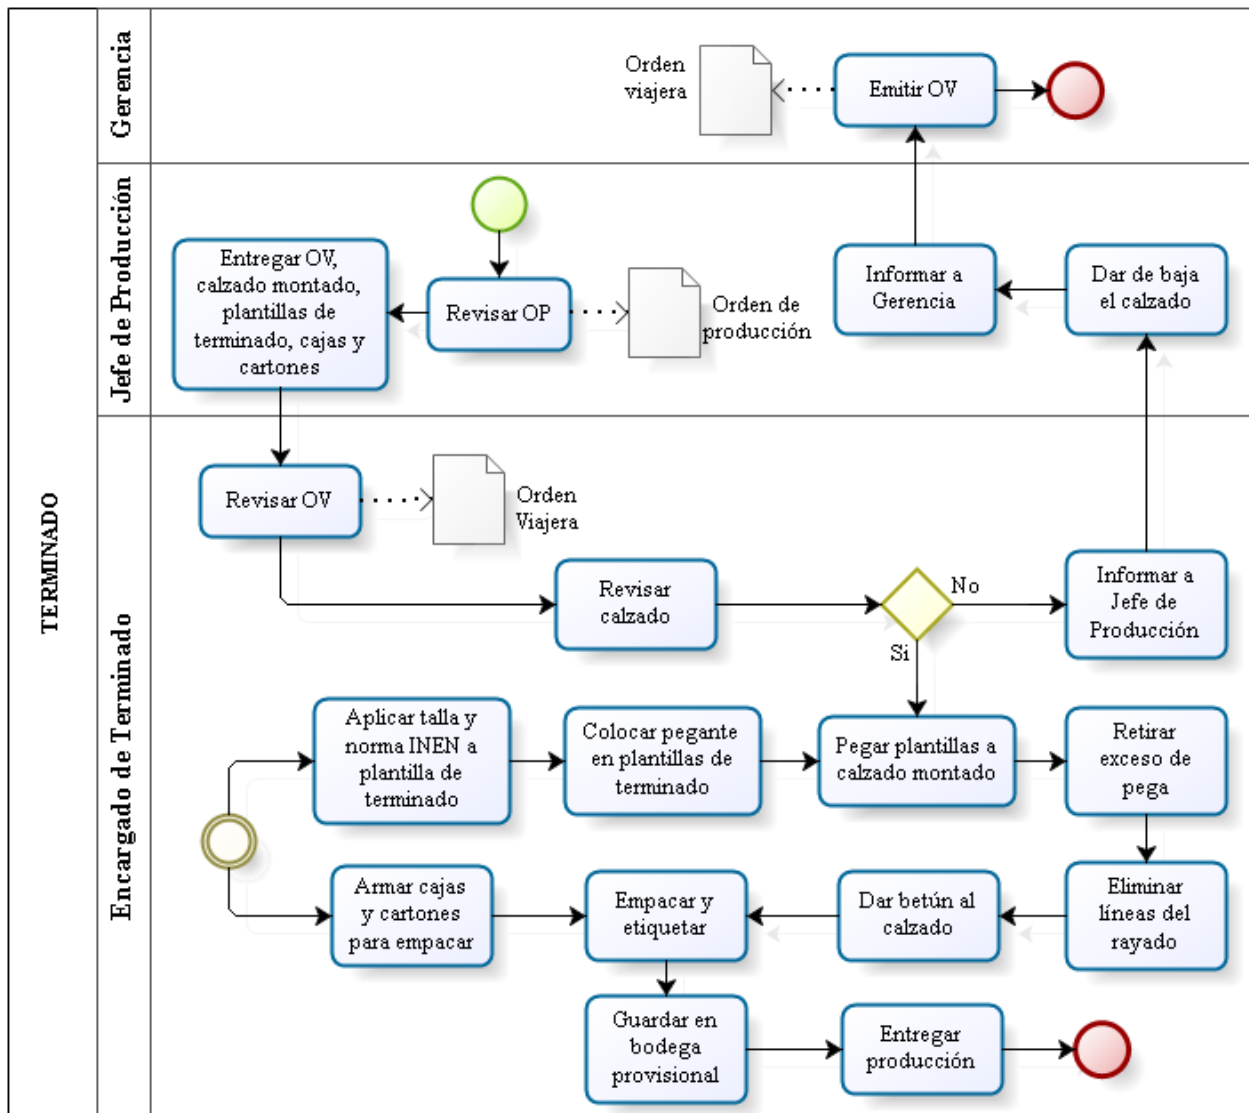 TERMINADO
Gerencia
Orden
viajera
Emitir OV
Jefe de Producción
Entregar OV,
calzado montado,
plantillas de
terminado, cajas y
cartones
Revisar OP
Orden de
producción
Informar a
Gerencia
Dar de baja
el calzado
Encargado de Terminado
Revisar OV
Orden
Viajera
Revisar
calzado
No
Si
Informar a
Jefe de
Producción
Aplicar talla y
norma INEN a
plantilla de
terminado
Colocar pegante
en plantillas de
terminado
Pegar plantillas a
calzado montado
Retirar
exceso de
pega
Armar cajas
y cartones
para empacar
Empacar y
etiquetar
Dar betún al
calzado
Eliminar
líneas del
rayado
Guardar en
bodega
provisional
Entregar
producción